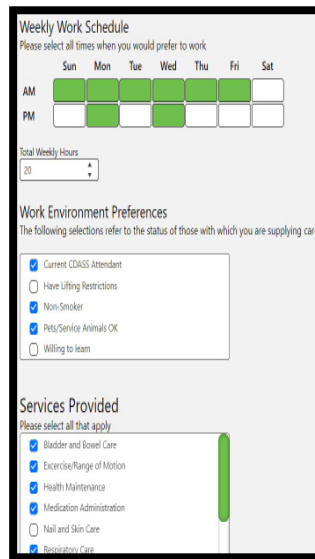 Weekly Work Schedule
Please select all times when you would prefer to work
Sun Mon Tue Wed Thu Fri Sat
AM
PM
Total Weekly Hours
20
Work Environment Preferences
The following selections refer to the status of those with which you are supplying car
Current CDASS Attendant
Have Lifting Restrictions
Non-Smoker
Pets/Service Animals OK
Willing to learn
Services Provided
Please select all that apply
Bladder and Bowel Care
Excercise/Range of Motion
Health Maintenance
Medication Administration
Nail and Skin Care
Respiratory Care